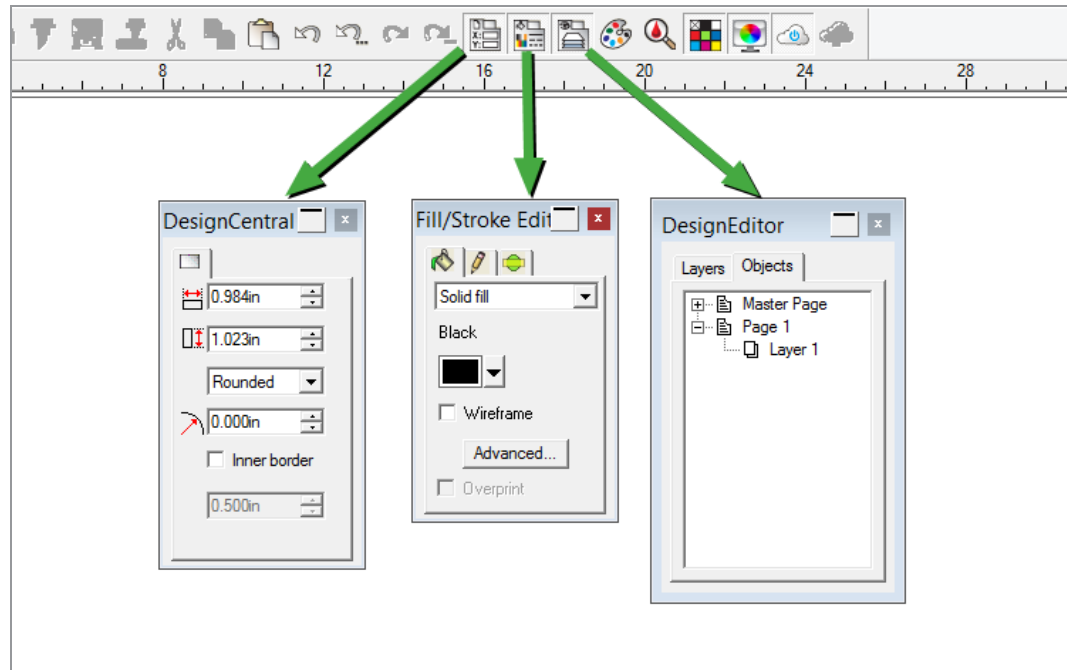 8 12 16 20 24 28
DesignCentral
0.984in
1.023in
Rounded
0.000in
Inner border
0.500in
Fill/Stroke Edit
Solid fill
Black
Wireframe
Advanced...
Overprint
DesignEditor
Layers Objects
Master Page
Page 1
Layer 1